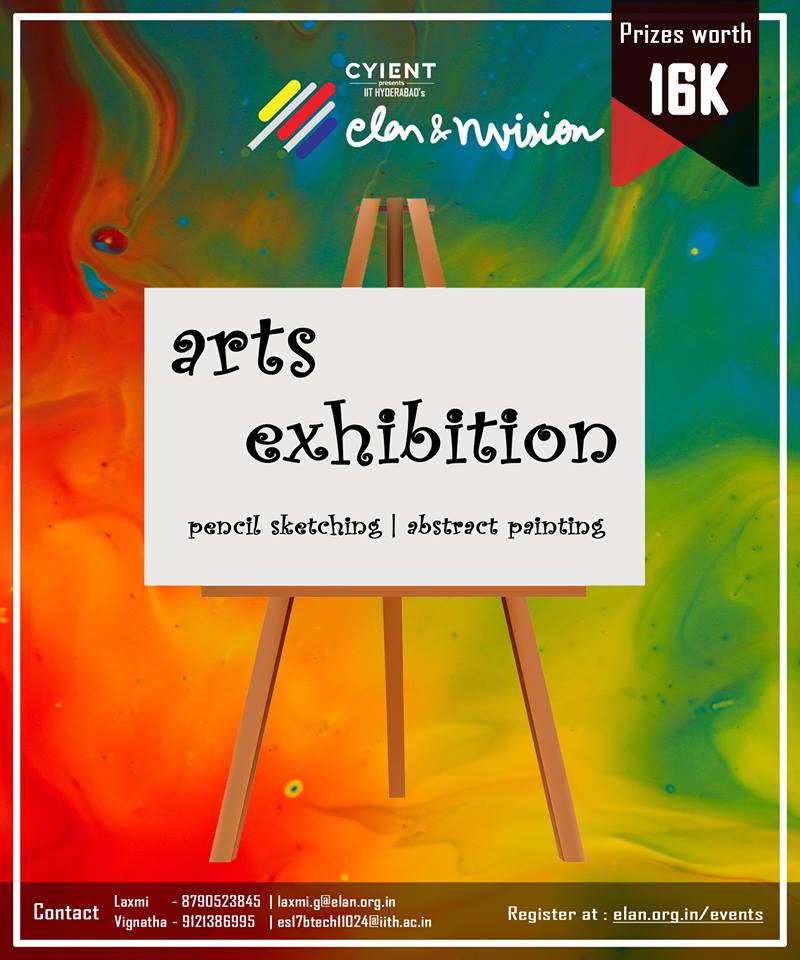 Prizes worth
16K
CYIENT
presents
IIT HYDERABAD's
elan & nvision
arts
exhibition
pencil sketching | abstract painting
Contact
Laxmi - 8790523845 | laxmi.g@elan.org.in
Vignatha - 9121386995 | es17btech11024@iith.ac.in
Register at : elan.org.in/events